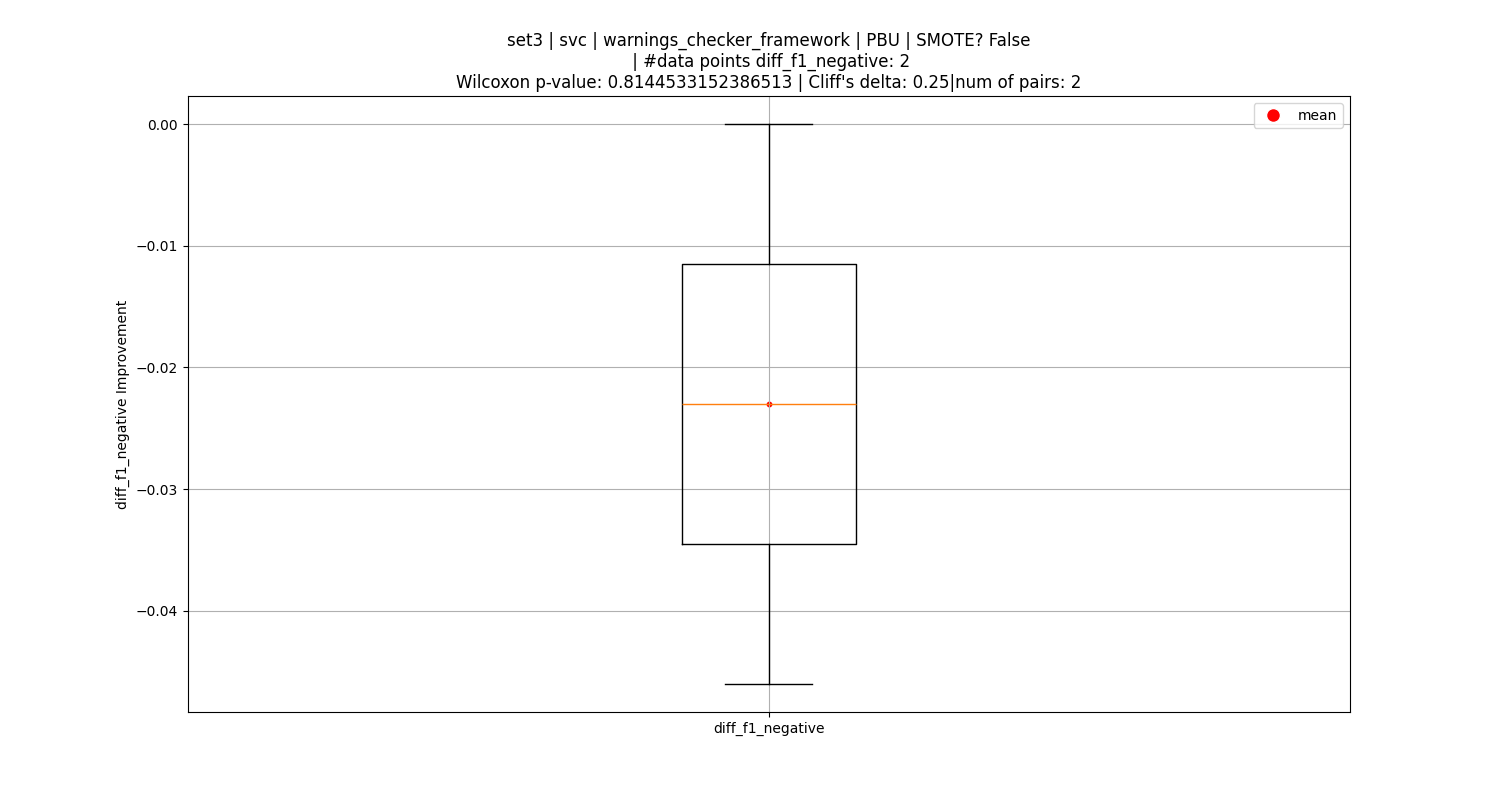 set3 | svc | warnings_checker_framework | PBU | SMOTE? False
| #data points diff_f1_negative: 2
Wilcoxon p-value: 0.8144533152386513 | Cliff's delta: 0.25|num of pairs: 2
mean
0.00
−0.01
−0.02
−0.03
−0.04
diff_f1_negative Improvement
diff_f1_negative